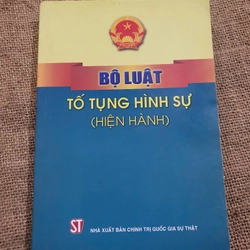 BỘ LUẬT
TỐ TỤNG HÌNH SỰ
(HIỆN HÀNH)
ST
NHÀ XUẤT BẢN CHÍNH TRỊ QUỐC GIA SỰ THẬT